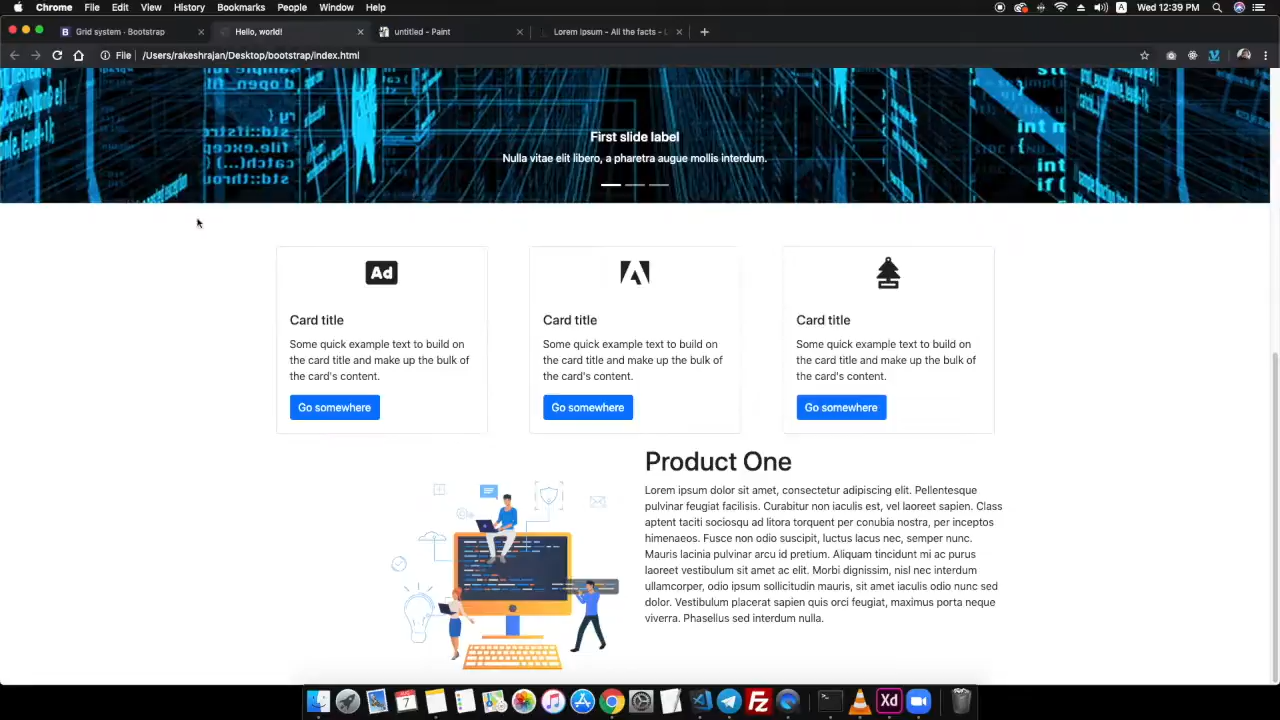 Chrome File Edit View History Bookmarks People Window Help
A Wed 12:39 PM
Grid system · Bootstrap
Hello, world!
untitled - Paint
Lorem Ipsum - All the facts - L
File /Users/rakeshrajan/Desktop/bootstrap/index.html
First slide label
Nulla vitae elit libero, a pharetra augue mollis interdum.
Ad
Card title
Some quick example text to build on
the card title and make up the bulk of
the card's content.
Go somewhere
Card title
Some quick example text to build on
the card title and make up the bulk of
the card's content.
Go somewhere
Card title
Some quick example text to build on
the card title and make up the bulk of
the card's content.
Go somewhere
Product One
Lorem ipsum dolor sit amet, consectetur adipiscing elit. Pellentesque
pulvinar feugiat facilisis. Curabitur non iaculis est, vel laoreet sapien. Class
aptent taciti sociosqu ad litora torquent per conubia nostra, per inceptos
himenaeos. Fusce non odio suscipit, luctus lacus nec, semper nunc.
Mauris lacinia pulvinar arcu id pretium. Aliquam tincidunt mi ac purus
laoreet vestibulum sit amet ac elit. Morbi dignissim, nisl nec interdum
ullamcorper, odio ipsum sollicitudin mauris, sit amet iaculis odio nunc sed
dolor. Vestibulum placerat sapien quis orci feugiat, maximus porta neque
viverra. Phasellus sed interdum nulla.
7
Fz
Xd